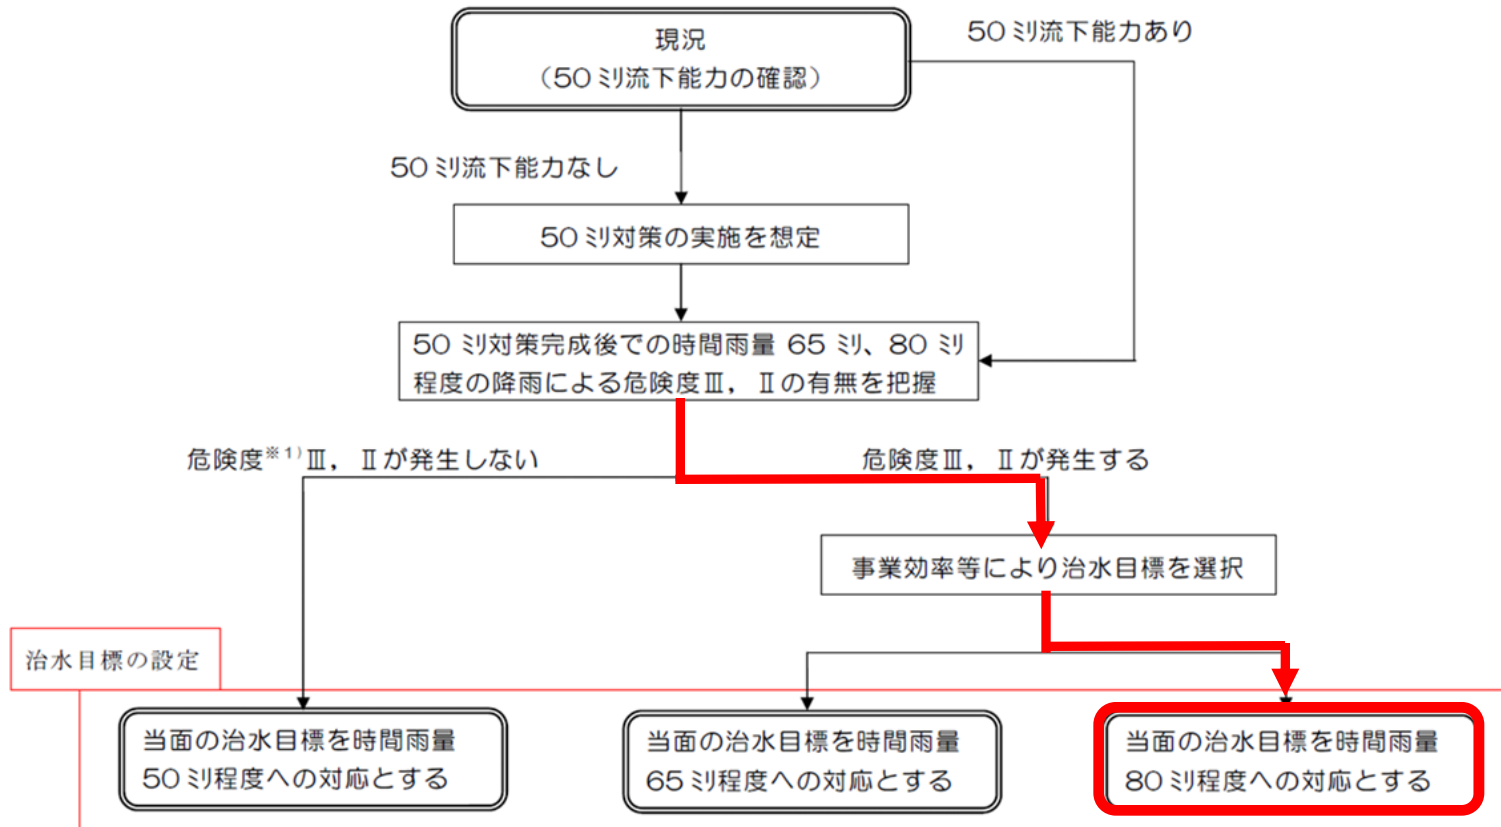 現況
（50ミリ流下能力の確認）
50ミリ流下能力あり
50ミリ流下能力なし
50ミリ対策の実施を想定
50ミリ対策完成後での時間雨量 65ミリ、80ミリ
程度の降雨による危険度Ⅲ，Ⅱの有無を把握
危険度※1)Ⅲ，Ⅱが発生しない
危険度Ⅲ，Ⅱが発生する
事業効率等により治水目標を選択
治水目標の設定
当面の治水目標を時間雨量
50ミリ程度への対応とする
当面の治水目標を時間雨量
65ミリ程度への対応とする
当面の治水目標を時間雨量
80ミリ程度への対応とする